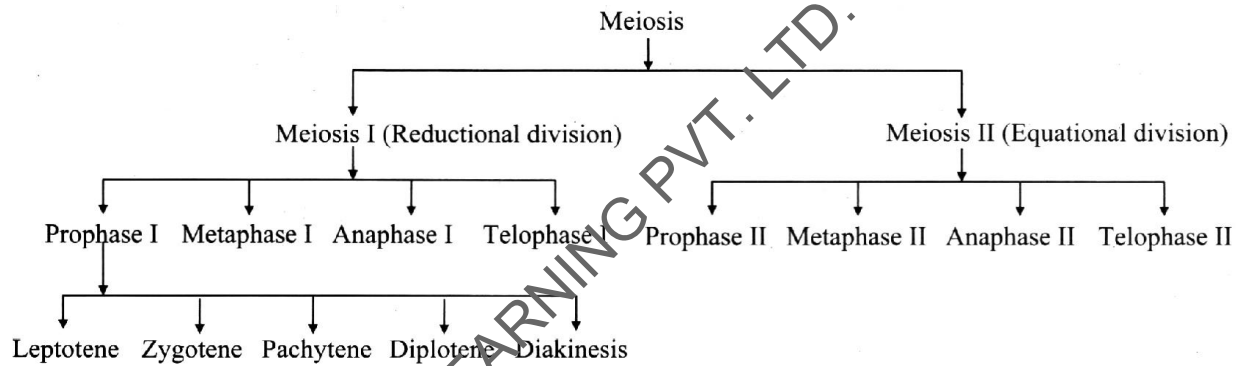 Meiosis
Meiosis I (Reductional division) Meiosis II (Equational division)
Prophase I Metaphase I Anaphase I Telophase I Prophase II Metaphase II Anaphase II Telophase II
Leptotene Zygotene Pachytene Diplotene Diakinesis
EARNING PVT. LTD.